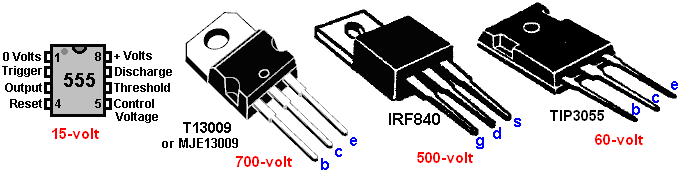 0 Volts 1 8 + Volts
Trigger Discharge
555
Output Threshold
Reset 4 5 Control
Voltage
15-volt
T13009
or MJE13009
700-volt
b c e
IRF840
500-volt
g d s
TIP3055
60-volt
b c e